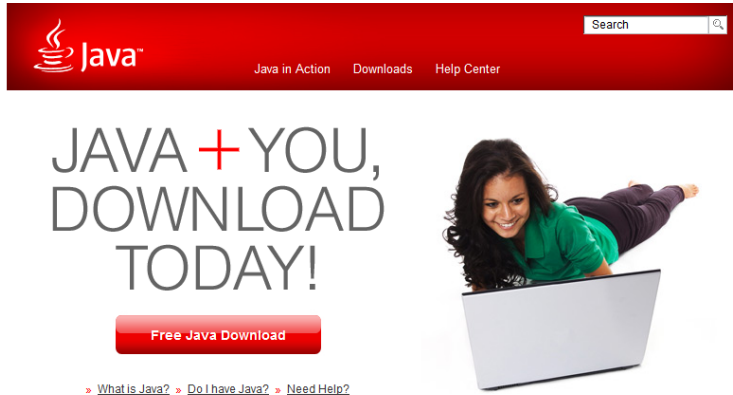 Search
Java™
Java in Action Downloads Help Center
JAVA + YOU,
DOWNLOAD
TODAY!
Free Java Download
» What is Java? » Do I have Java? » Need Help?